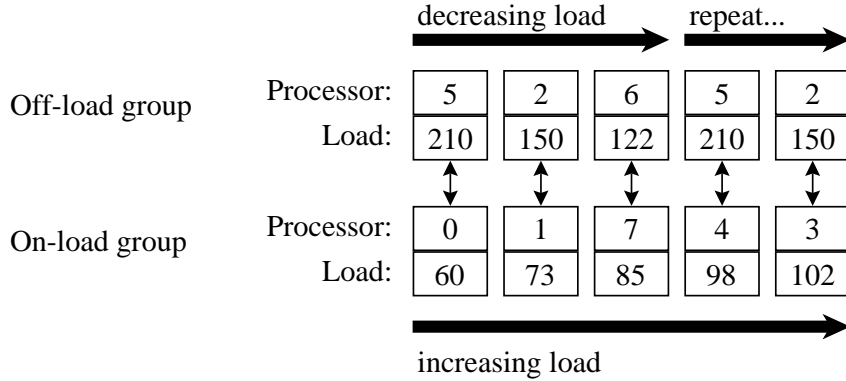 decreasing load repeat...
Off-load group Processor: 5 2 6 5 2
Load: 210 150 122 210 150
On-load group Processor: 0 1 7 4 3
Load: 60 73 85 98 102
increasing load